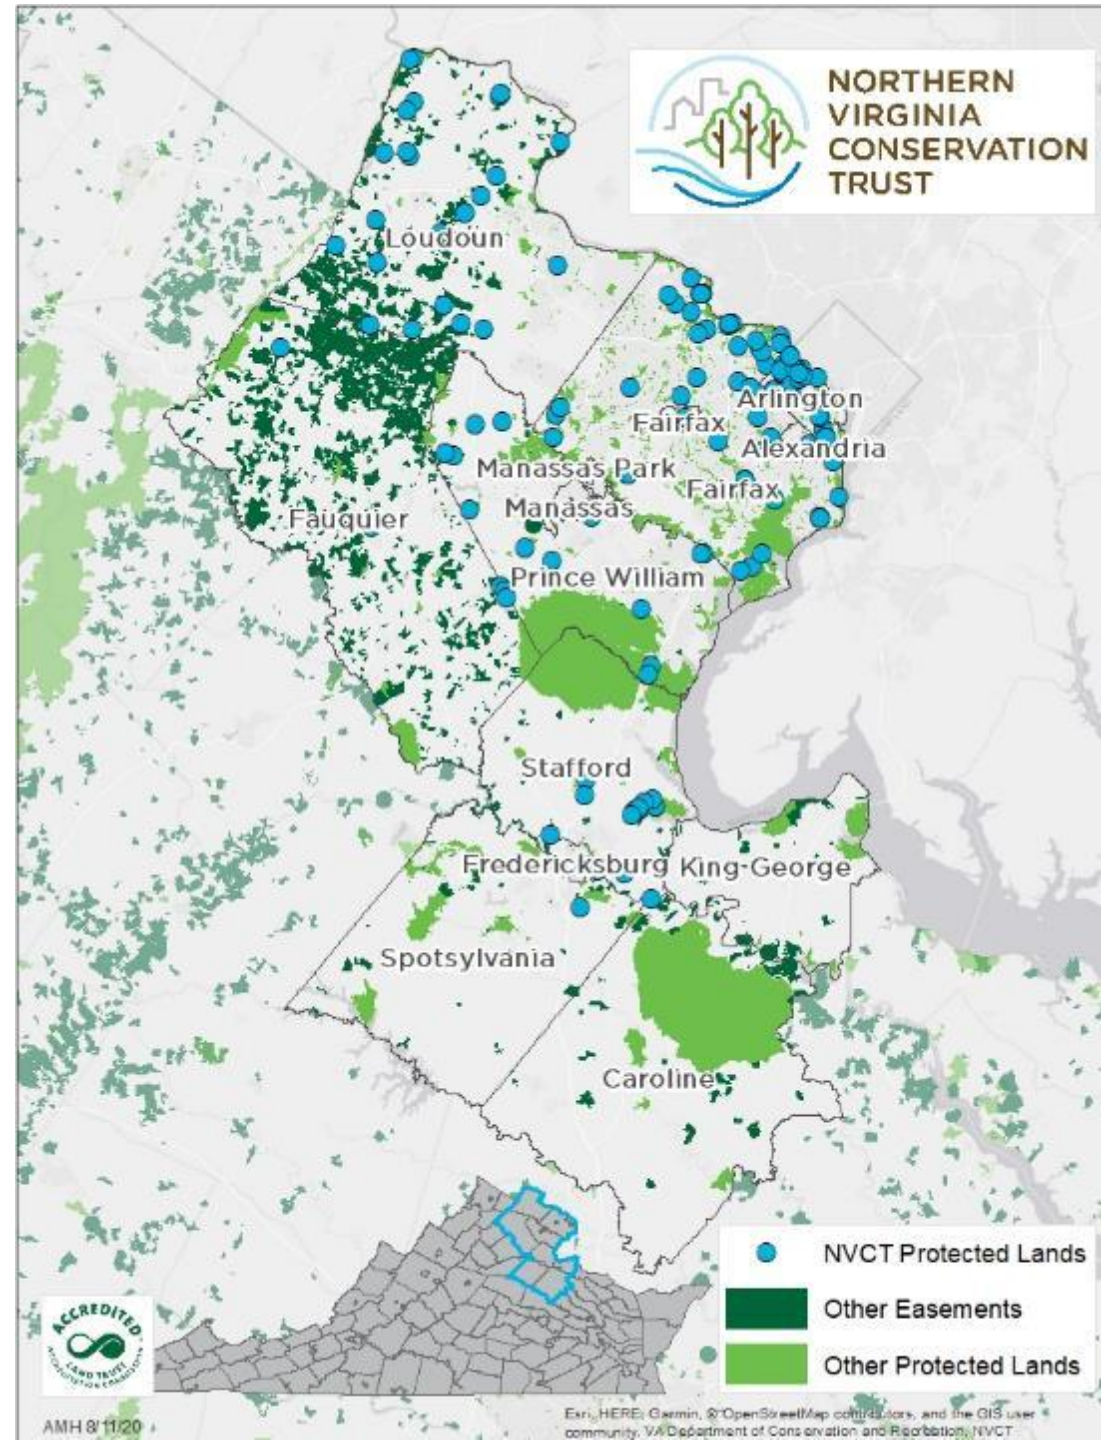 NORTHERN
VIRGINIA
CONSERVATION
TRUST
Loudoun
Arlington
Fairfax
Alexandria
Manassas Park
Fairfax
Manassas
Fauquier
Prince William
Stafford
Fredericksburg
King George
Spotsylvania
Caroline
NVCT Protected Lands
Other Easements
Other Protected Lands
ACCREDITED
LAND TRUST
ACCREDITATION COMMISSION
AMH 8/11/20
Esri, HERE, Garmin, © OpenStreetMap contributors, and the GIS user
community, VA Department of Conservation and Recreation, NVCT